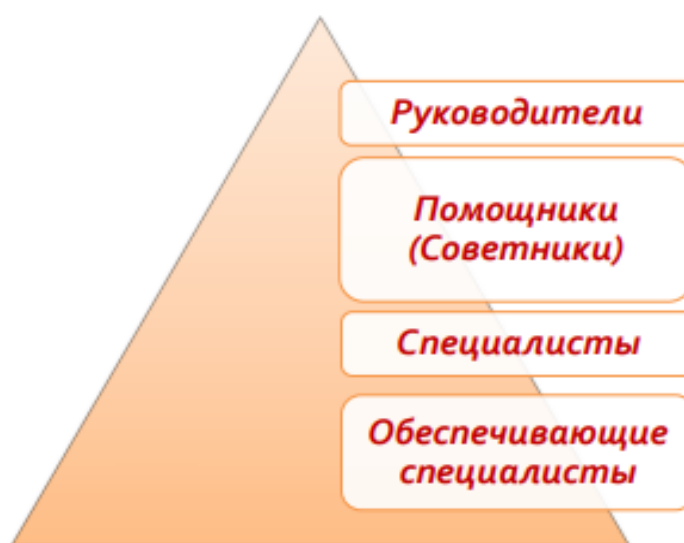 Руководители
Помощники
(Советники)
Специалисты
Обеспечивающие
специалисты